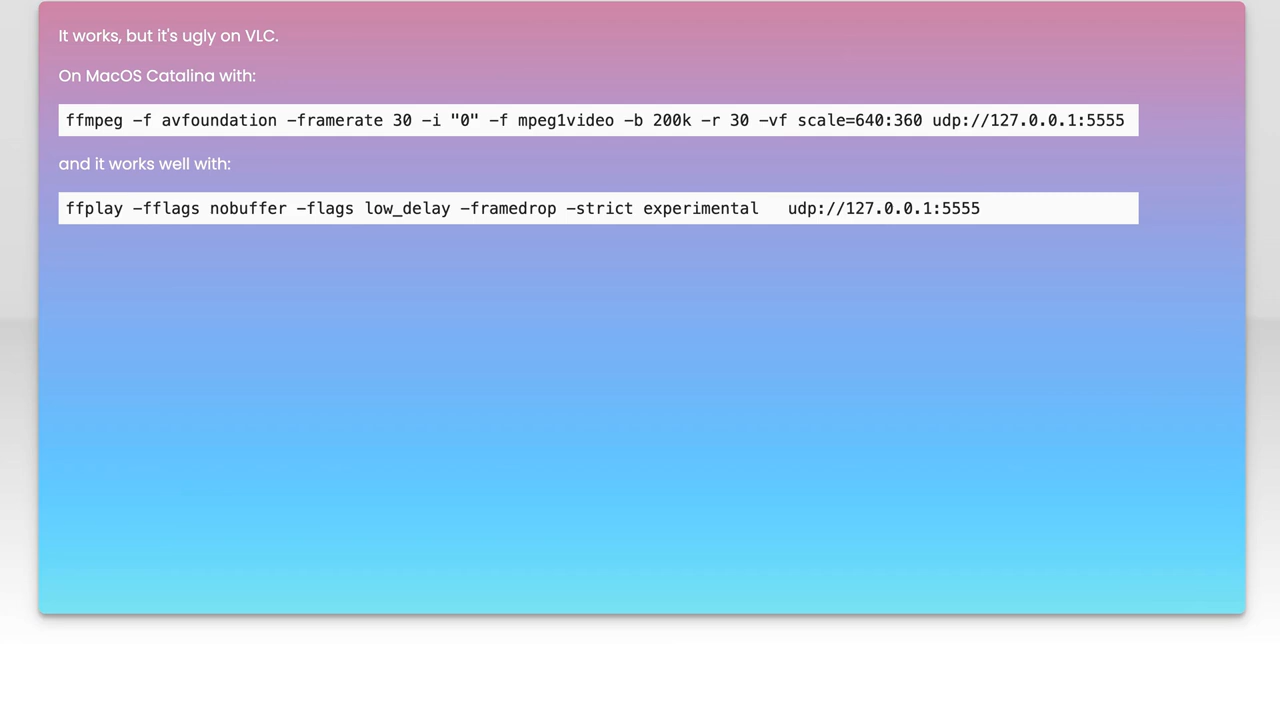 It works, but it's ugly on VLC.
On MacOS Catalina with:
ffmpeg -f avfoundation -framerate 30 -i "0" -f mpeg1video -b 200k -r 30 -vf scale=640:360 udp://127.0.0.1:5555
and it works well with:
ffplay -fflags nobuffer -flags low_delay -framedrop -strict experimental   udp://127.0.0.1:5555